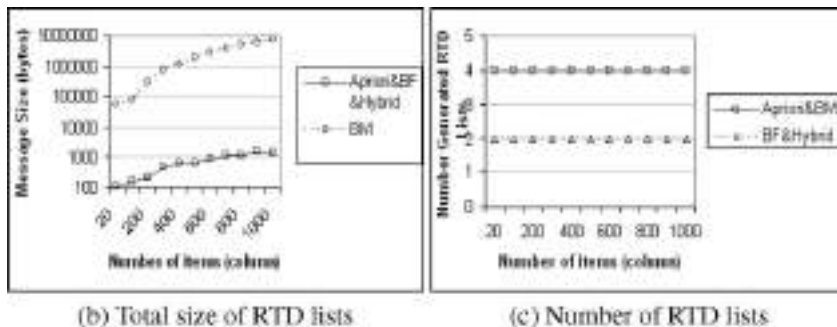 10000000
1000000
100000
10000
1000
100
Message Size (bytes)
20
200
400
600
800
1000
Number of Items (column)
Apriori&BF
&Hybrid
BM
(b) Total size of RTD lists
Number Generated RTD
Lists
5
4
3
2
1
0
20 200 400 600 800 1000
Number of Items (column)
Apriori&BM
BF&Hybrid
(c) Number of RTD lists